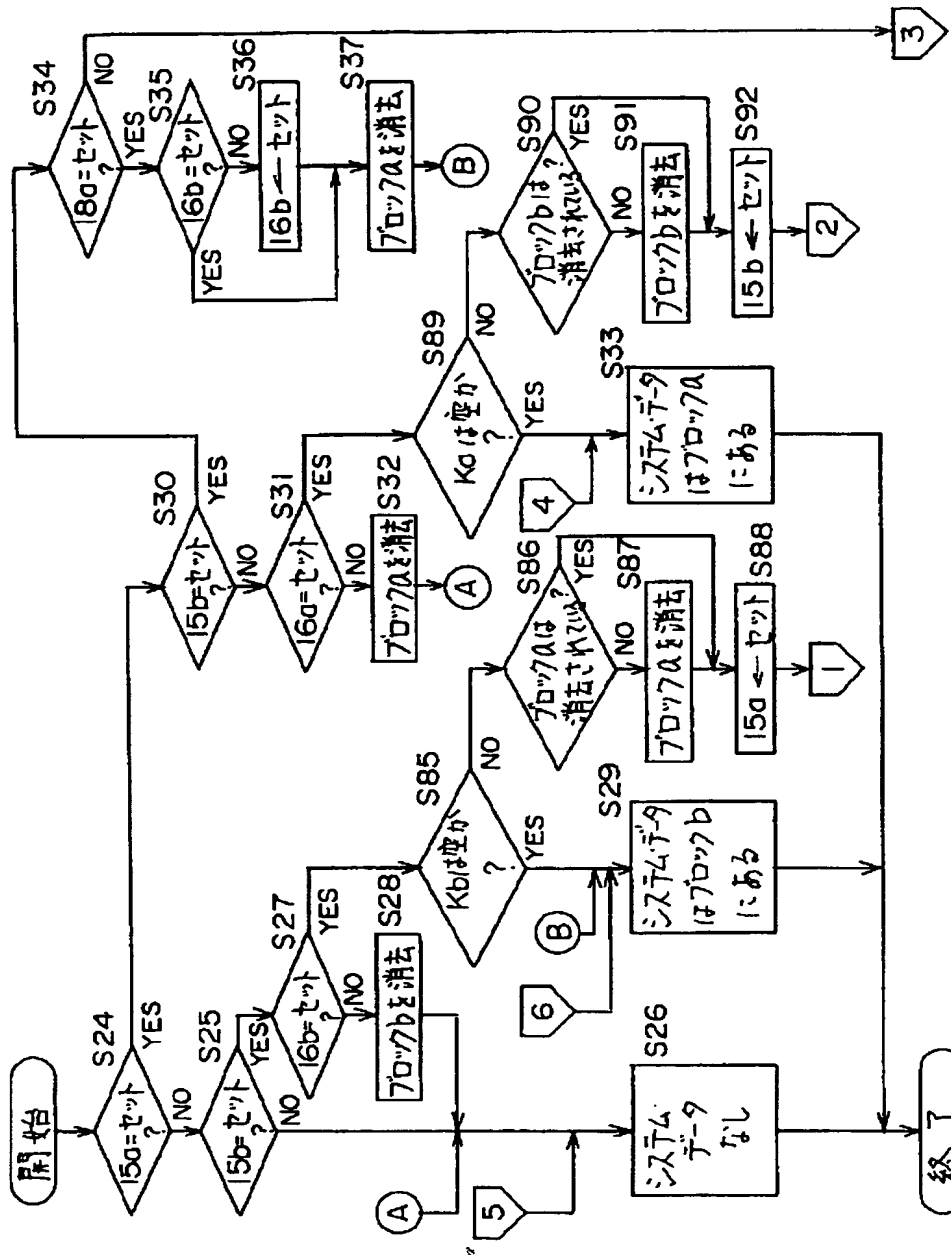 開始
S24
15a=セット
?
YES
NO
S25
15b=セット
?
YES
NO
S27
16b=セット
?
YES
NO
S28
ブロックbを消去
A
5
S26
システム
データ
なし
終了
S85
Kbは空か
?
NO
YES
B
6
S29
システム・データ
はブロックb
にある
S86
ブロックaは
消去されている?
YES
NO
S87
ブロックaを消去
S88
15a←セット
1
S30
15b=セット
?
YES
NO
S31
16a=セット
?
YES
NO
S32
ブロックaを消去
A
S89
Kaは空か
?
NO
YES
4
S33
システム・データ
はブロックa
にある
S90
ブロックbは
消去されている?
YES
NO
S91
ブロックbを消去
S92
15b←セット
2
S34
18a=セット
?
NO
YES
S35
16b=セット
?
YES
NO
S36
16b←セット
S37
ブロックaを消去
B
3